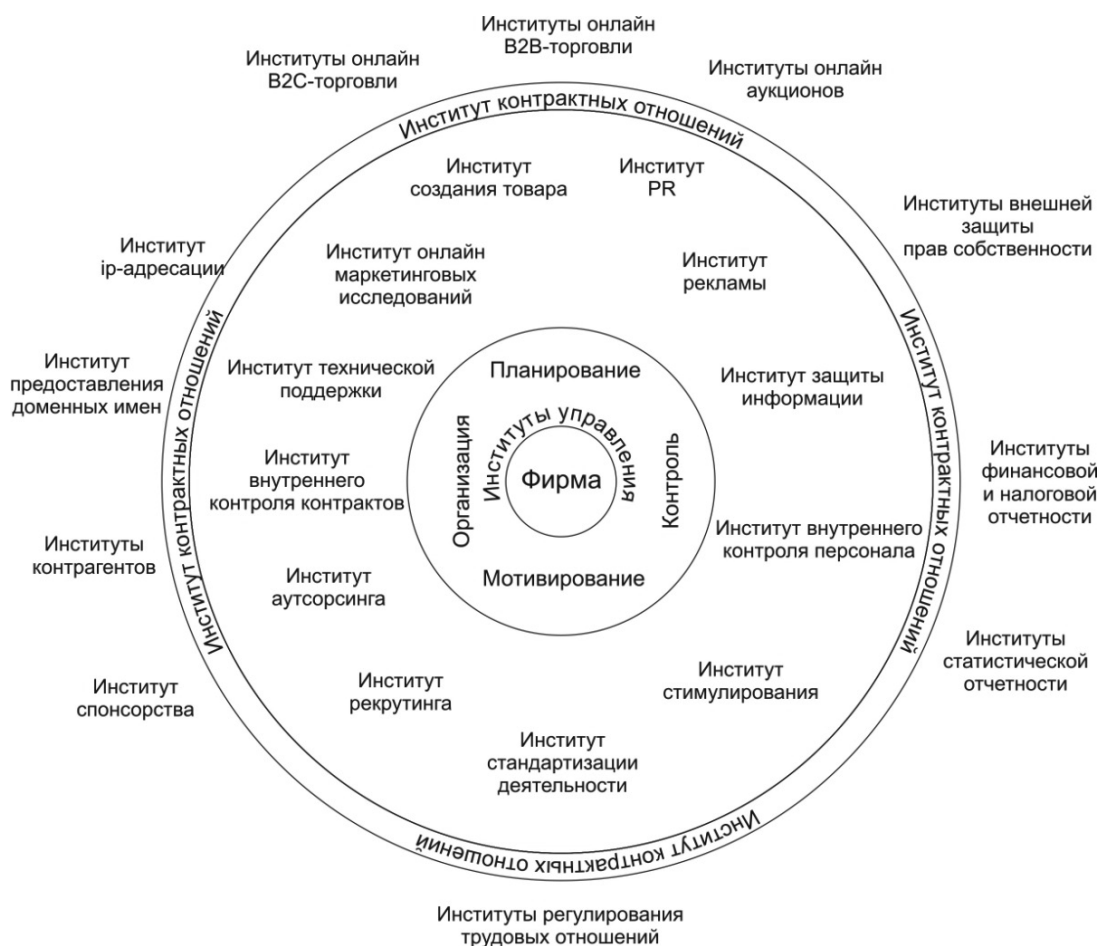 Институты онлайн
B2B-торговли
Институты онлайн
B2C-торговли
Институты онлайн
аукционов
Институт контрактных отношений
Институт
создания товара
Институт
PR
Институты внешней
защиты
прав собственности
Институт
ip-адресации
Институт онлайн
маркетинговых
исследований
Институт
рекламы
Институт контрактных отношений
Институт контрактных отношений
Институт
предоставления
доменных имен
Институт технической
поддержки
Планирование
Институт защиты
информации
Институты управления
Организация
Фирма
Контроль
Институт
внутреннего
контроля контрактов
Институты
финансовой
и налоговой
отчетности
Институт внутреннего
контроля персонала
Институты
контрагентов
Институт
аутсорсинга
Мотивирование
Институты
статистической
отчетности
Институт
спонсорства
Институт
рекрутинга
Институт
стимулирования
Институт
стандартизации
деятельности
Институт контрактных отношений
Институты регулирования
трудовых отношений